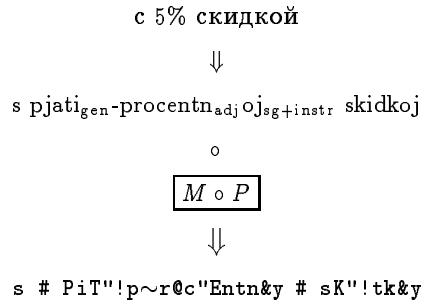 с 5% скидкой
⇓
s pjati_gen-procentn_adj oj_sg+instr skidkoj
∘
M ∘ P
⇓
s # PiT"!p∼r@c"Entn&y # sK"!tk&y